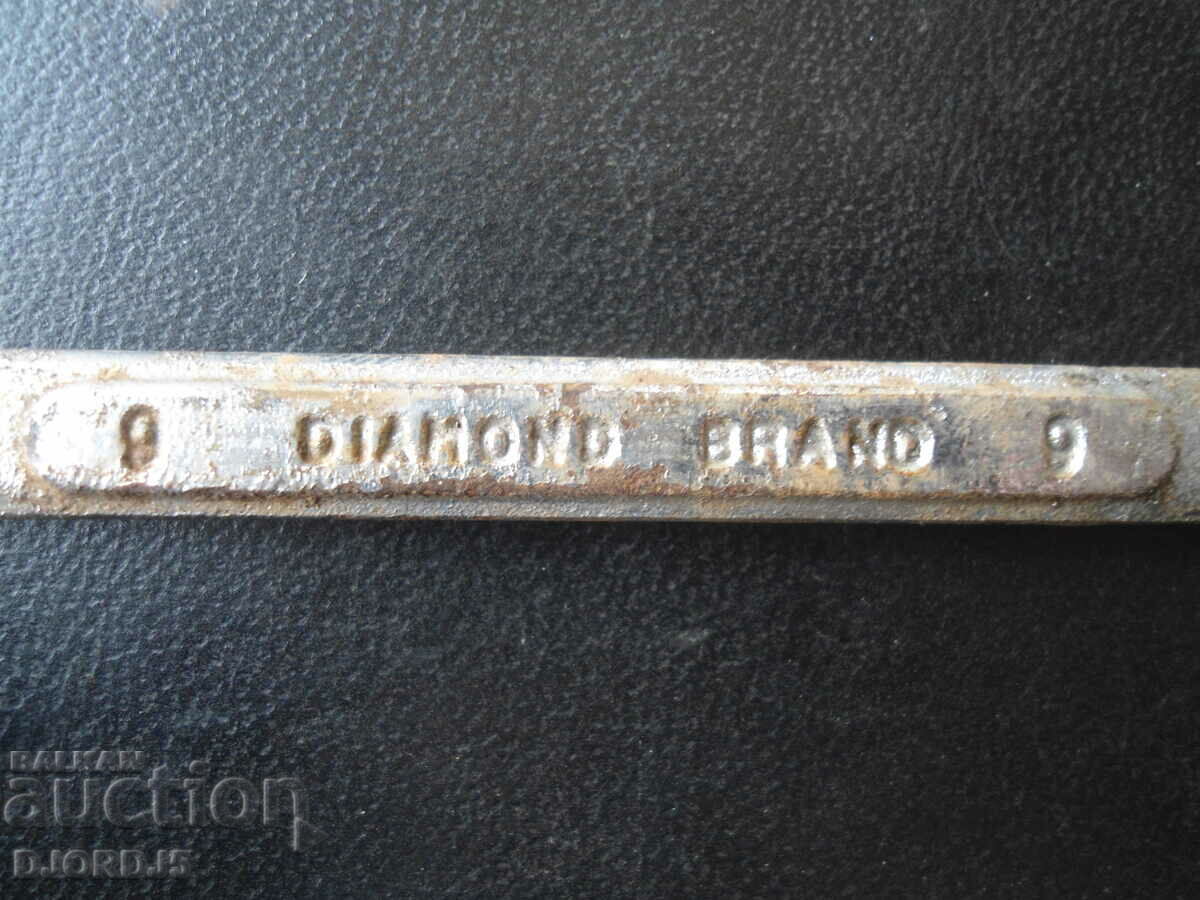 9 DIAMOND BRAND 9
BALKAN
auction
DJORDJ5